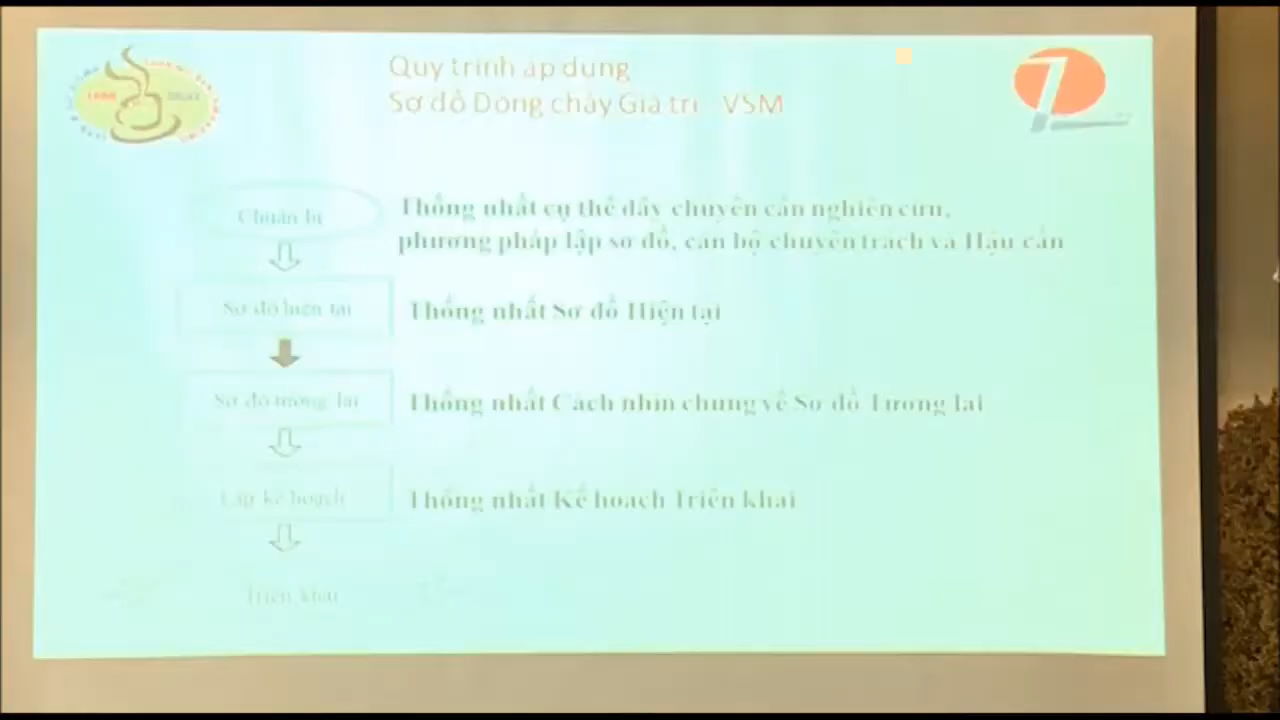 Quy trình áp dụng
Sơ đồ Dòng chảy Giá trị - VSM
Chuẩn bị
Thống nhất cụ thể dây chuyền cần nghiên cứu,
phương pháp lập sơ đồ, cán bộ chuyên trách và Hậu cần
Sơ đồ hiện tại
Thống nhất Sơ đồ Hiện tại
Sơ đồ tương lai
Thống nhất Cách nhìn chung về Sơ đồ Tương lai
Lập kế hoạch
Thống nhất Kế hoạch Triển khai
Triển khai